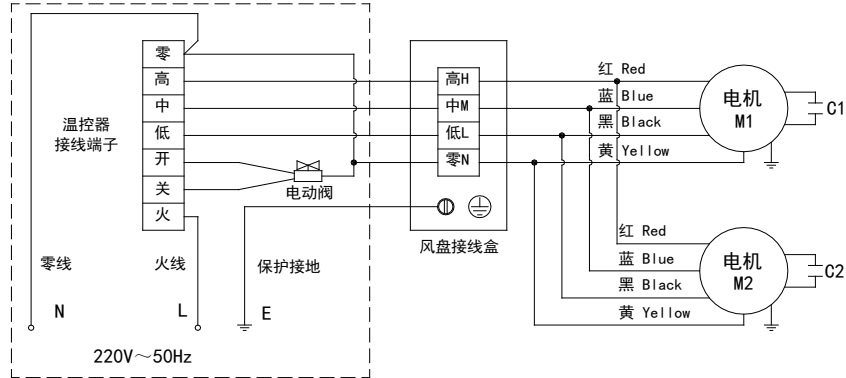 温控器
接线端子
零
高
中
低
开
关
火
电动阀
零线
火线
保护接地
N
L
E
220V～50Hz
高H
中M
低L
零N
风盘接线盒
红 Red
蓝 Blue
黑 Black
黄 Yellow
电机
M1
C1
红 Red
蓝 Blue
黑 Black
黄 Yellow
电机
M2
C2